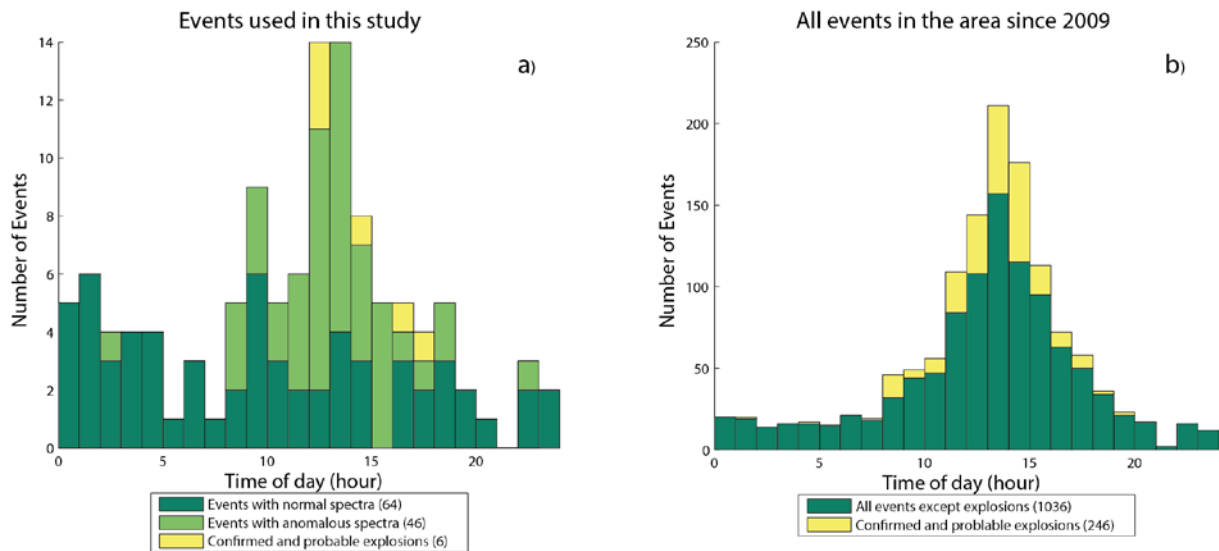 Events used in this study
a)
Number of Events
14
12
10
8
6
4
2
0
0 5 10 15 20
Time of day (hour)
Events with normal spectra (64)
Events with anomalous spectra (46)
Confirmed and probable explosions (6)
All events in the area since 2009
b)
Number of Events
250
200
150
100
50
0
0 5 10 15 20
Time of day (hour)
All events except explosions (1036)
Confirmed and problable explosions (246)